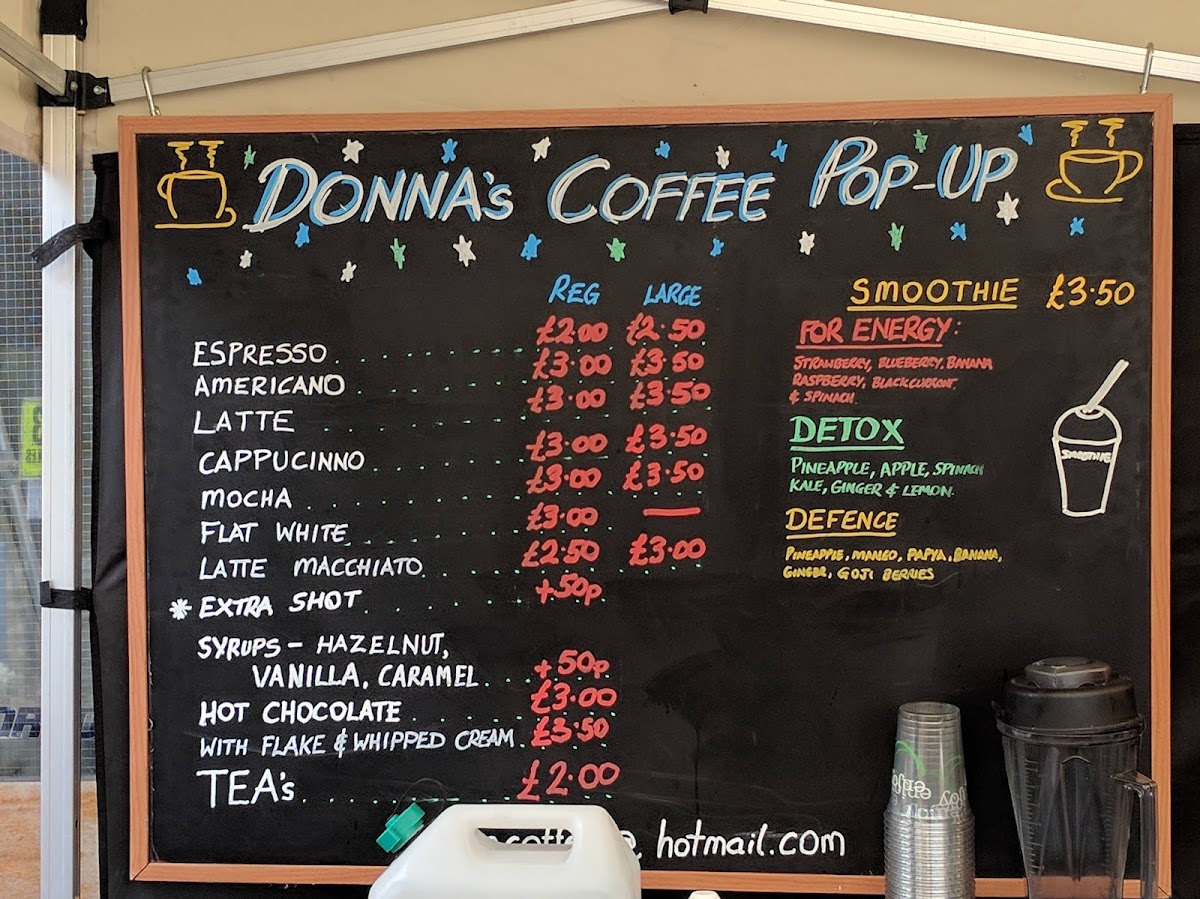 DONNA's COFFEE POP-UP
REG LARGE
ESPRESSO £2.00 £2.50
AMERICANO £3.00 £3.50
LATTE £3.00 £3.50
CAPPUCINNO £3.00 £3.50
MOCHA £3.00 £3.50
FLAT WHITE £3.00 —
LATTE MACCHIATO £2.50 £3.00
* EXTRA SHOT +50p
SYRUPS - HAZELNUT,
VANILLA, CARAMEL +50p
HOT CHOCOLATE £3.00
WITH FLAKE & WHIPPED CREAM £3.50
TEA's £2.00
hotmail.com
SMOOTHIE £3.50
FOR ENERGY:
STRAWBERRY, BLUEBERRY, BANANA
RASPBERRY, BLACKCURRANT
& SPINACH
DETOX
PINEAPPLE, APPLE, SPINACH
KALE, GINGER & LEMON.
DEFENCE
PINEAPPLE, MANGO, PAPYA, BANANA,
GINGER, GOJI BERRIES
SMOOTHIE